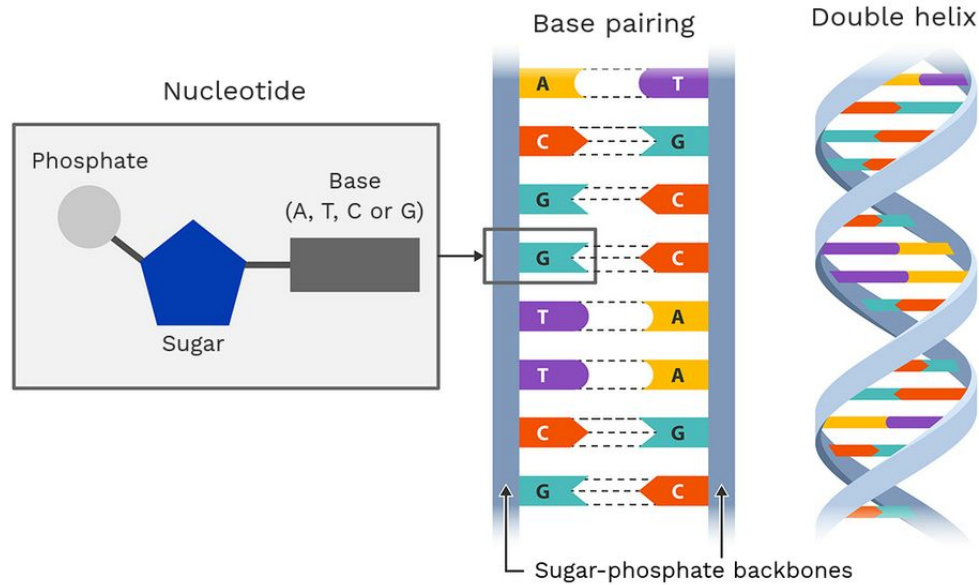 Nucleotide
Phosphate
Base
(A, T, C or G)
Sugar
Base pairing
A T
C G
G C
G C
T A
T A
C G
G C
Sugar-phosphate backbones
Double helix